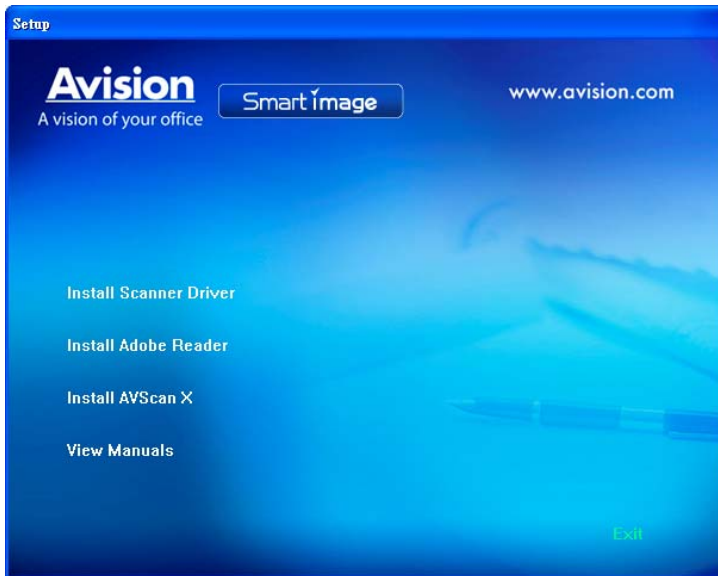 Setup
Avision
A vision of your office
Smart image
www.avision.com
Install Scanner Driver
Install Adobe Reader
Install AVScan X
View Manuals
Exit